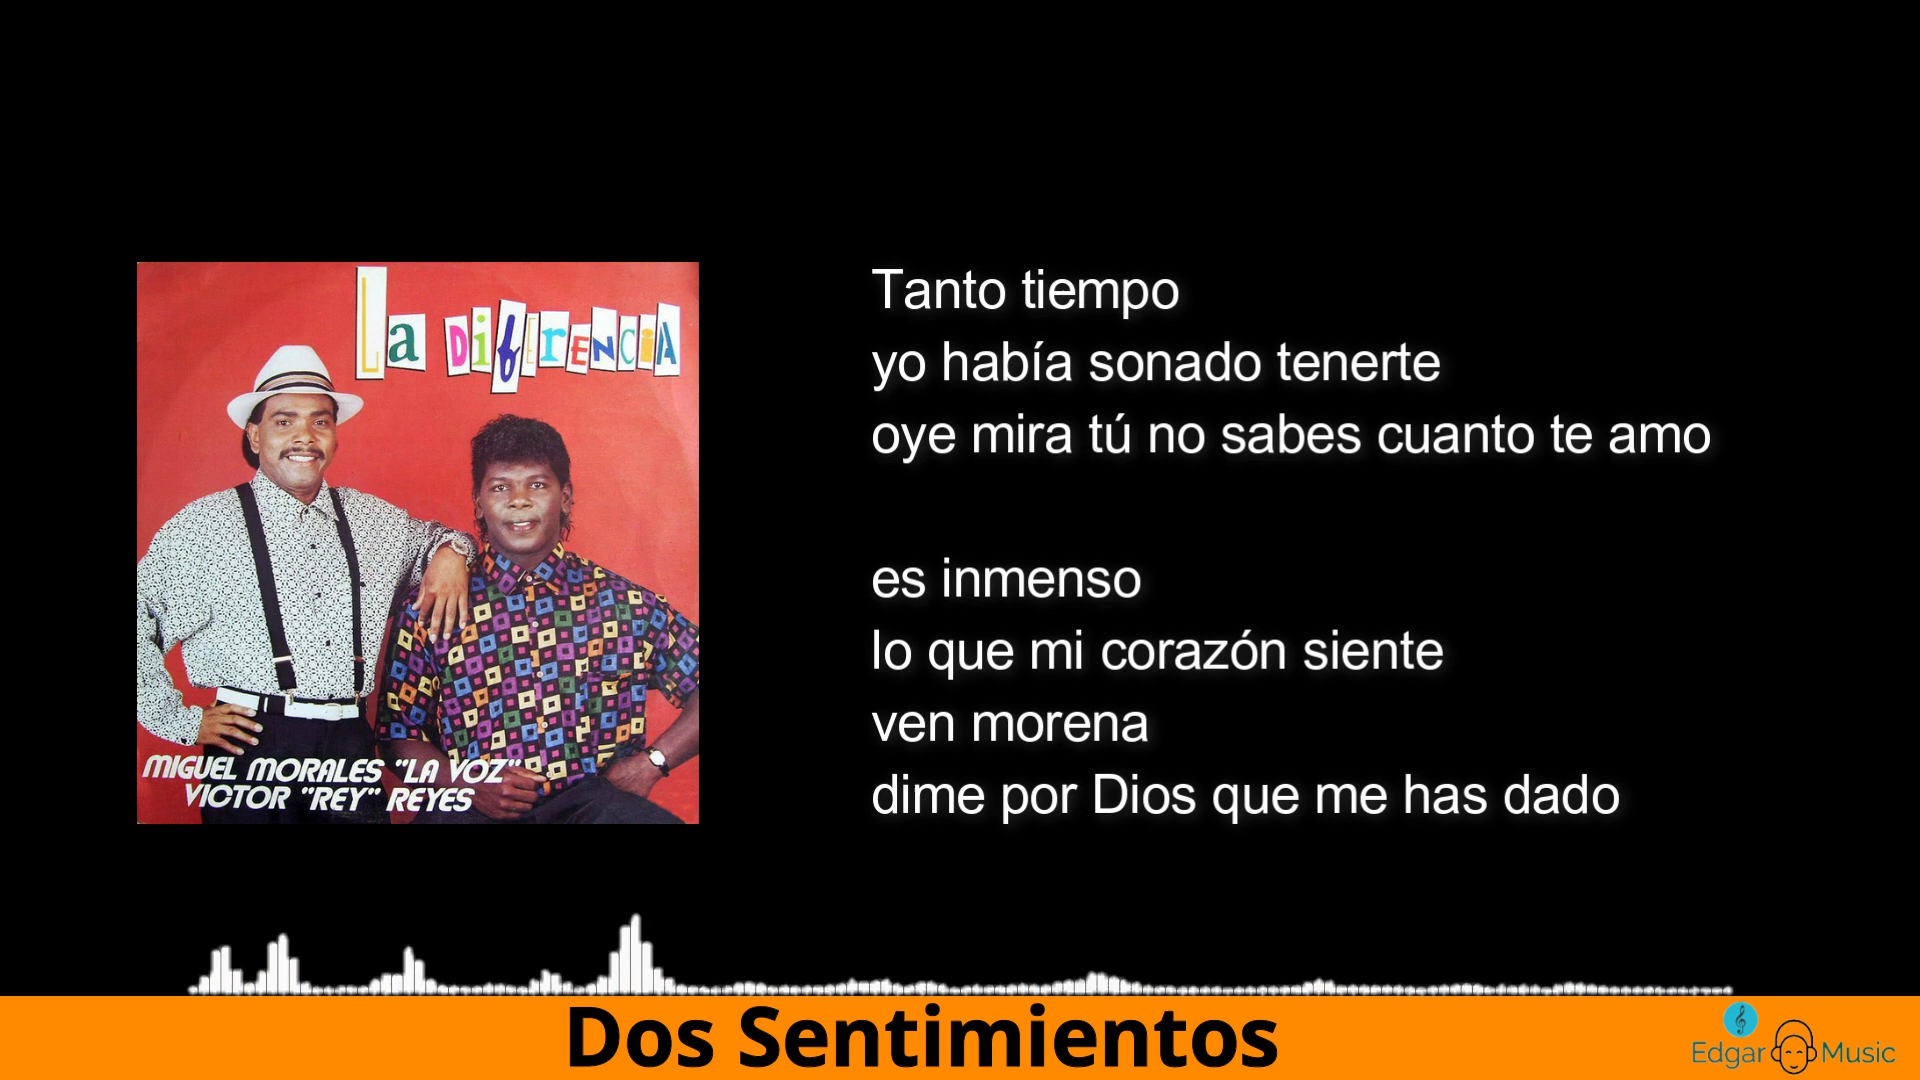 La DifErENCiA
MIGUEL MORALES "LA VOZ"
VICTOR "REY" REYES
Tanto tiempo
yo había sonado tenerte
oye mira tú no sabes cuanto te amo
es inmenso
lo que mi corazón siente
ven morena
dime por Dios que me has dado
Dos Sentimientos
Edgar Music